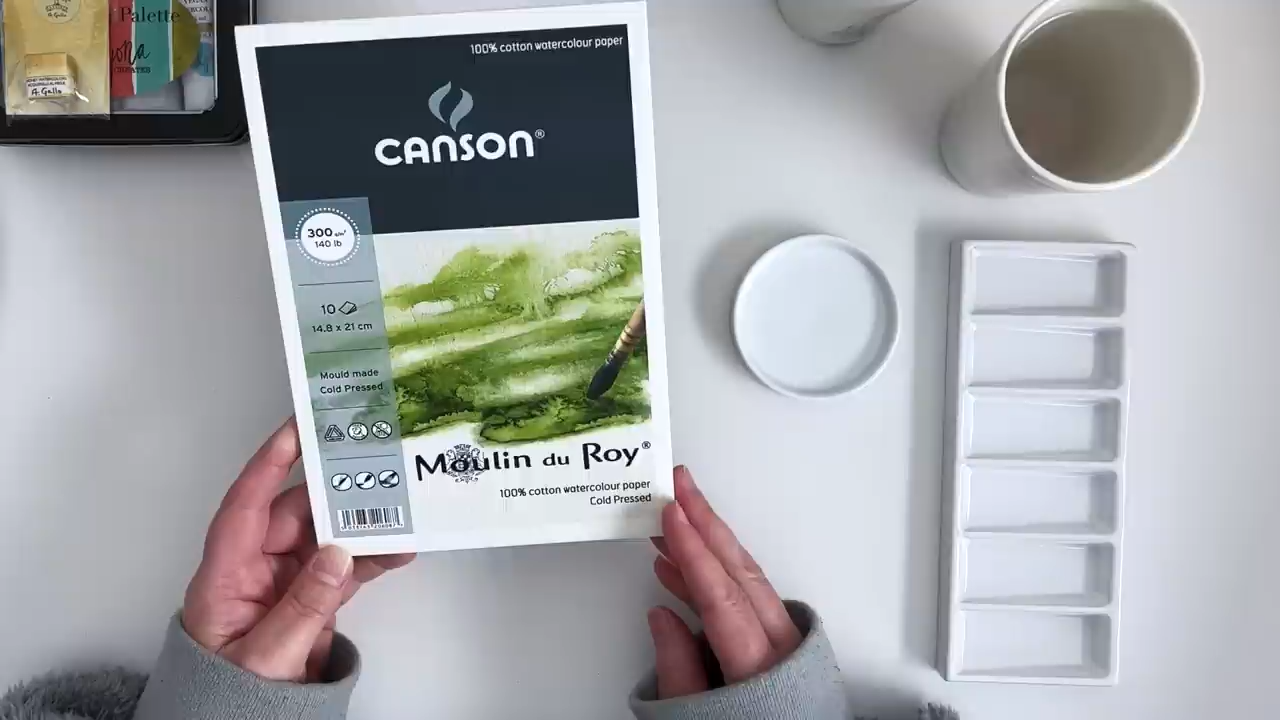 Palette
A. Gallo
100% cotton watercolour paper
CANSON®
300 g/m²
140 lb
10
14.8 x 21 cm
Mould made
Cold Pressed
Moulin du Roy®
100% cotton watercolour paper
Cold Pressed